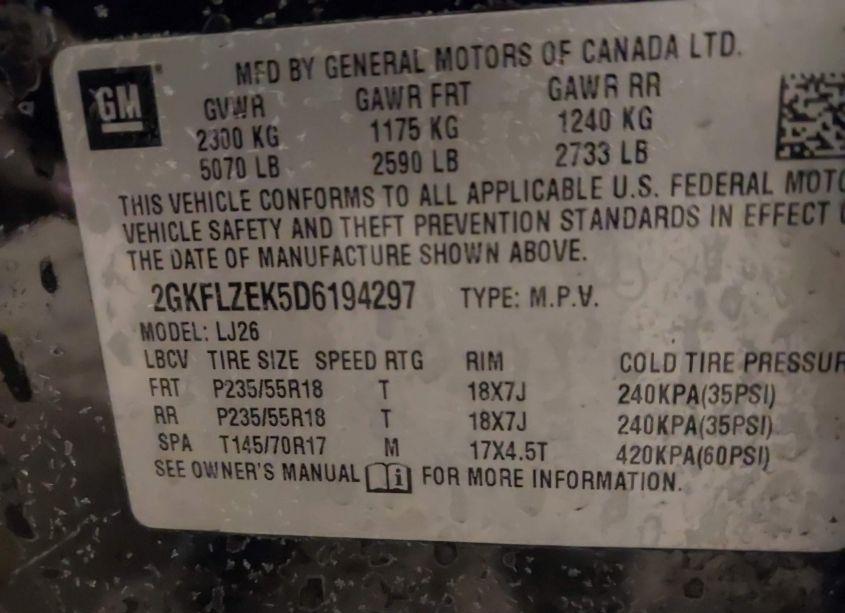 MFD BY GENERAL MOTORS OF CANADA LTD.
GM
GVWR GAWR FRT GAWR RR
2300 KG 1175 KG 1240 KG
5070 LB 2590 LB 2733 LB
THIS VEHICLE CONFORMS TO ALL APPLICABLE U.S. FEDERAL MOTO
VEHICLE SAFETY AND THEFT PREVENTION STANDARDS IN EFFECT
THE DATE OF MANUFACTURE SHOWN ABOVE.
2GKFLZEK5D6194297 TYPE: M.P.V.
MODEL: LJ26
LBCV TIRE SIZE SPEED RTG RIM COLD TIRE PRESSUR
FRT P235/55R18 T 18X7J 240KPA(35PSI)
RR P235/55R18 T 18X7J 240KPA(35PSI)
SPA T145/70R17 M 17X4.5T 420KPA(60PSI)
SEE OWNER'S MANUAL FOR MORE INFORMATION.